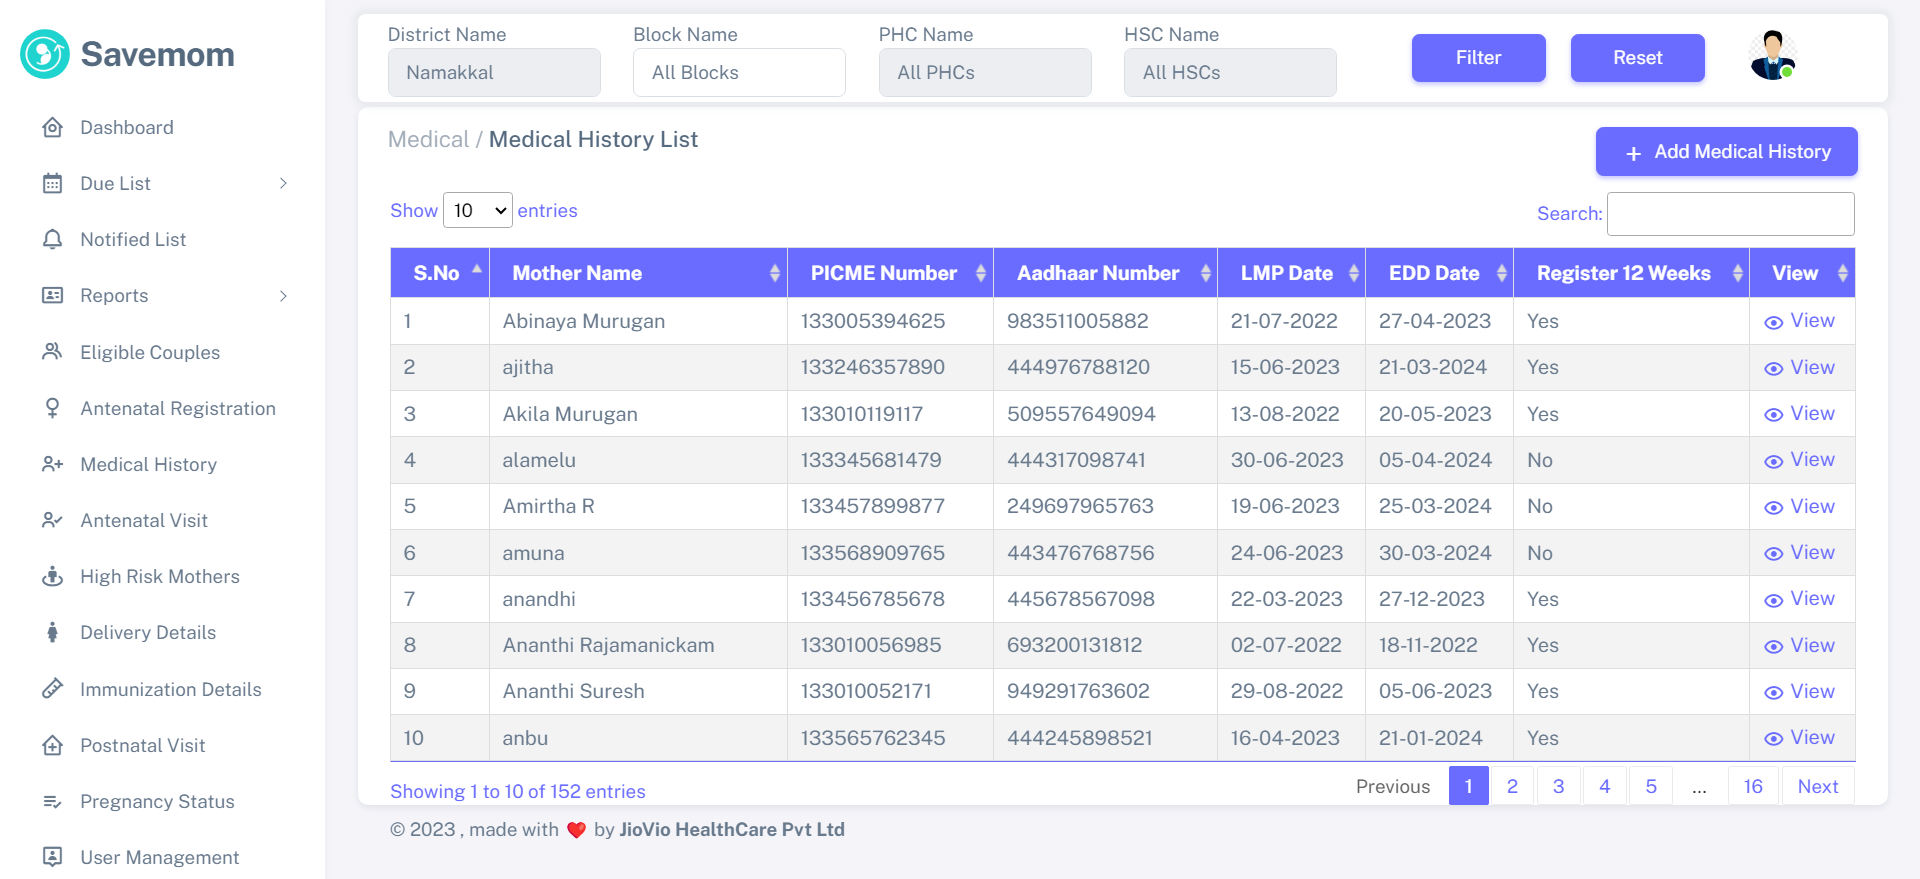 Savemom
Dashboard
Due List
Notified List
Reports
Eligible Couples
Antenatal Registration
Medical History
Antenatal Visit
High Risk Mothers
Delivery Details
Immunization Details
Postnatal Visit
Pregnancy Status
User Management
District Name Block Name PHC Name HSC Name
Namakkal All Blocks All PHCs All HSCs Filter Reset
Medical / Medical History List
+ Add Medical History
Show 10 entries Search:
S.No Mother Name PICME Number Aadhaar Number LMP Date EDD Date Register 12 Weeks View
1 Abinaya Murugan 133005394625 983511005882 21-07-2022 27-04-2023 Yes View
2 ajitha 133246357890 444976788120 15-06-2023 21-03-2024 Yes View
3 Akila Murugan 133010119117 509557649094 13-08-2022 20-05-2023 Yes View
4 alamelu 133345681479 444317098741 30-06-2023 05-04-2024 No View
5 Amirtha R 133457899877 249697965763 19-06-2023 25-03-2024 No View
6 amuna 133568909765 443476768756 24-06-2023 30-03-2024 No View
7 anandhi 133456785678 445678567098 22-03-2023 27-12-2023 Yes View
8 Ananthi Rajamanickam 133010056985 693200131812 02-07-2022 18-11-2022 Yes View
9 Ananthi Suresh 133010052171 949291763602 29-08-2022 05-06-2023 Yes View
10 anbu 133565762345 444245898521 16-04-2023 21-01-2024 Yes View
Showing 1 to 10 of 152 entries Previous 1 2 3 4 5 ... 16 Next
© 2023 , made with ❤️ by JioVio HealthCare Pvt Ltd